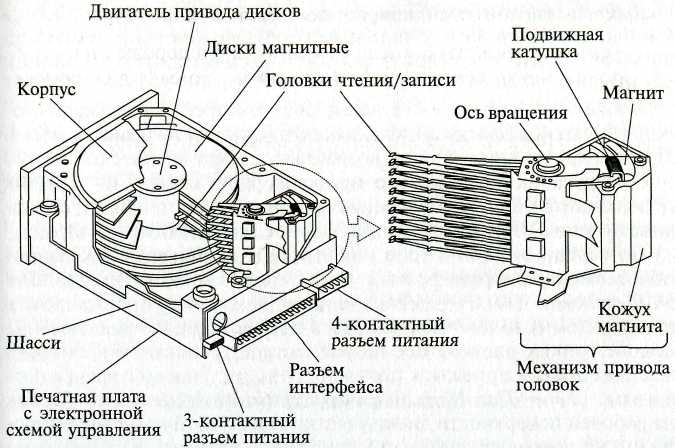 Двигатель привода дисков
Диски магнитные
Головки чтения/записи
Корпус
Подвижная
катушка
Магнит
Ось вращения
Шасси
4-контактный
разъем питания
Разъем
интерфейса
Печатная плата
с электронной
схемой управления
3-контактный
разъем питания
Кожух
магнита
Механизм привода
головок